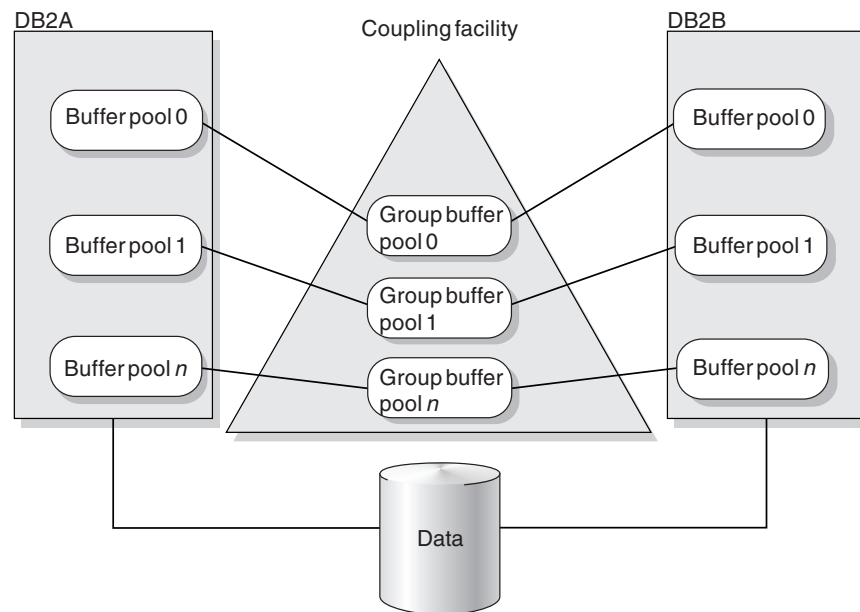 DB2A
Coupling facility
DB2B
Buffer pool 0
Buffer pool 0
Group buffer
pool 0
Buffer pool 1
Buffer pool 1
Group buffer
pool 1
Buffer pool n
Buffer pool n
Group buffer
pool n
Data